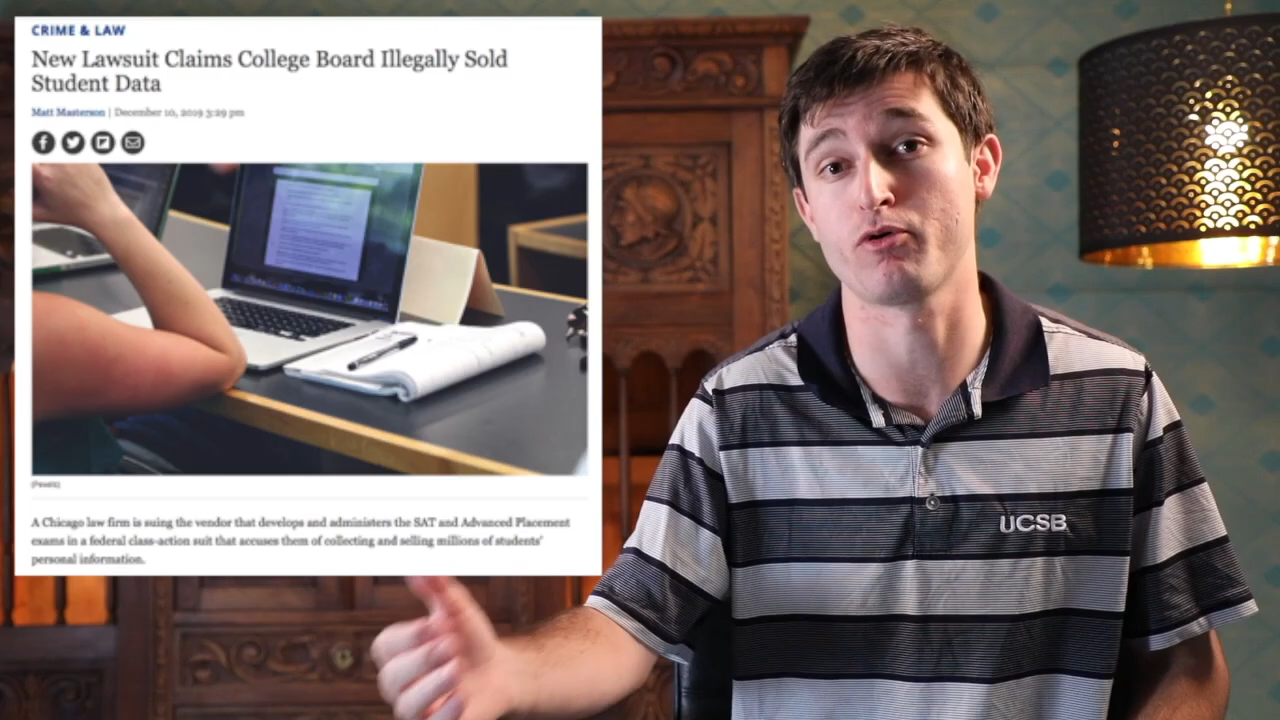 CRIME & LAW
New Lawsuit Claims College Board Illegally Sold
Student Data
Matt Masterson | December 10, 2019 3:29 pm
(Pexels)
A Chicago law firm is suing the vendor that develops and administers the SAT and Advanced Placement
exams in a federal class-action suit that accuses them of collecting and selling millions of students'
personal information.
UCSB